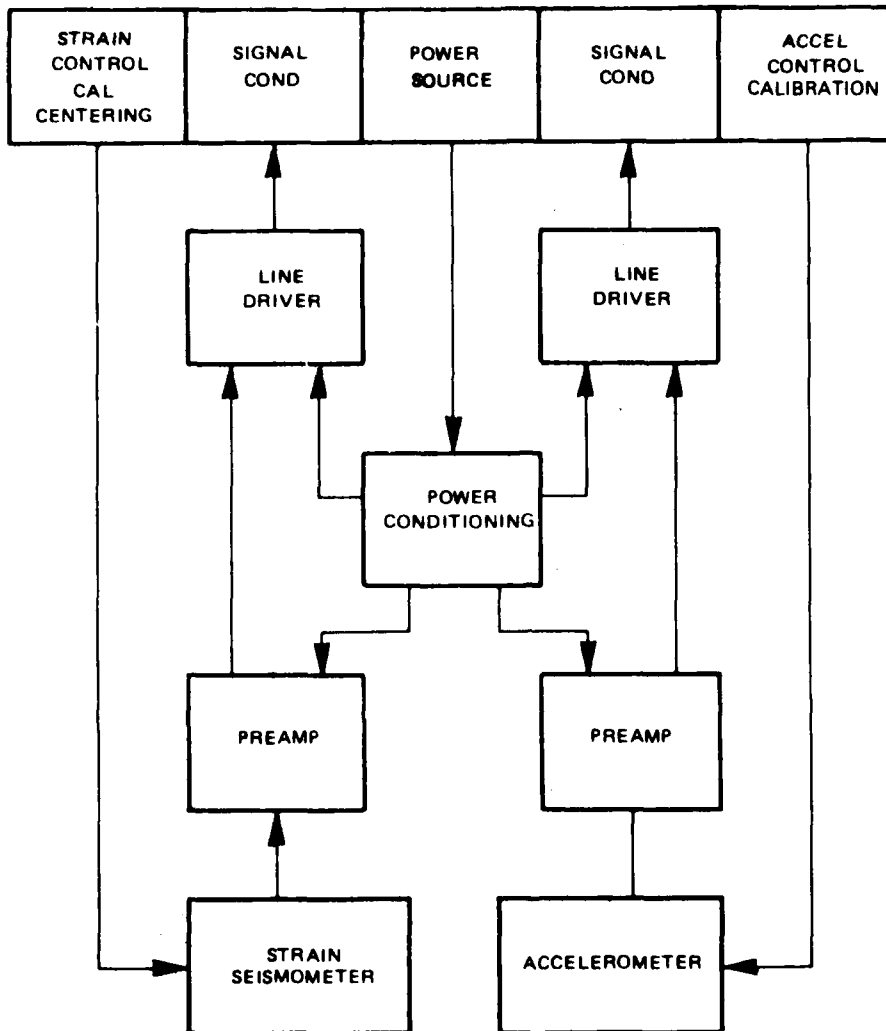 STRAIN
CONTROL
CAL
CENTERING
SIGNAL
COND
POWER
SOURCE
SIGNAL
COND
ACCEL
CONTROL
CALIBRATION
LINE
DRIVER
LINE
DRIVER
POWER
CONDITIONING
PREAMP
PREAMP
STRAIN
SEISMOMETER
ACCELEROMETER